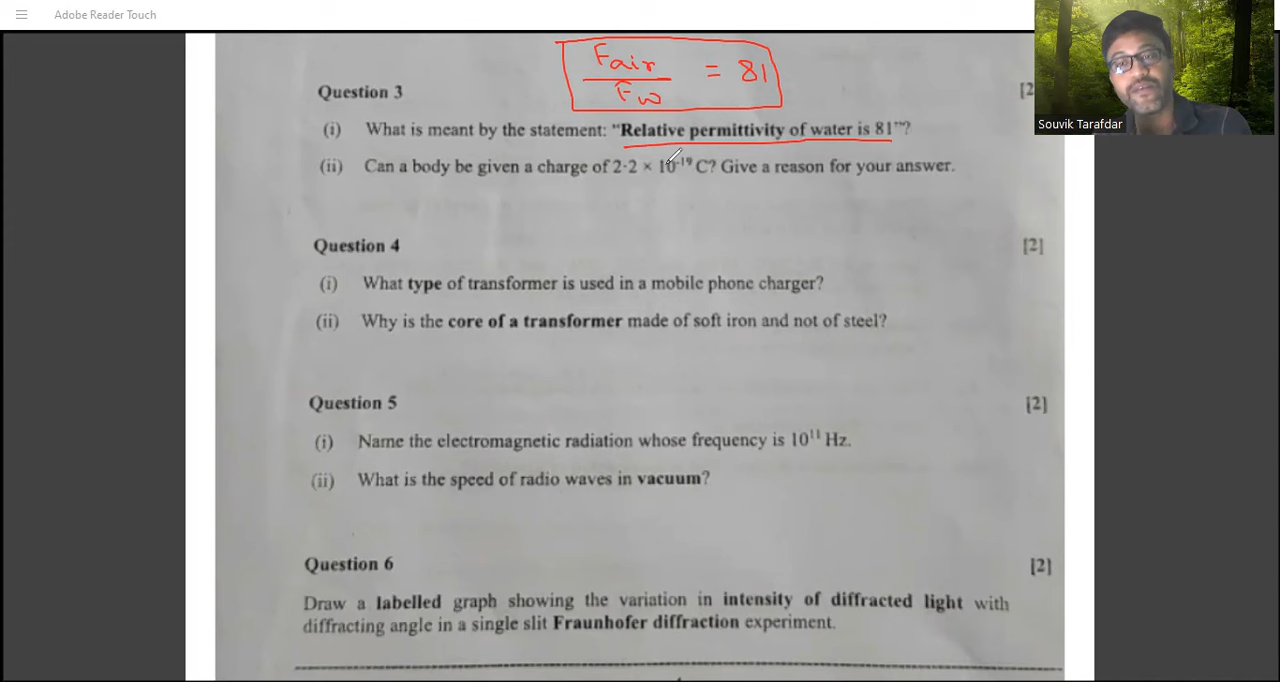 Adobe Reader Touch
Fair
Fw
= 81
Question 3
[2
Souvik Tarafdar
(i) What is meant by the statement: "Relative permittivity of water is 81"?
(ii) Can a body be given a charge of 2·2 × 10⁻¹⁹ C? Give a reason for your answer.
Question 4 [2]
(i) What type of transformer is used in a mobile phone charger?
(ii) Why is the core of a transformer made of soft iron and not of steel?
Question 5 [2]
(i) Name the electromagnetic radiation whose frequency is 10¹¹ Hz.
(ii) What is the speed of radio waves in vacuum?
Question 6 [2]
Draw a labelled graph showing the variation in intensity of diffracted light with
diffracting angle in a single slit Fraunhofer diffraction experiment.